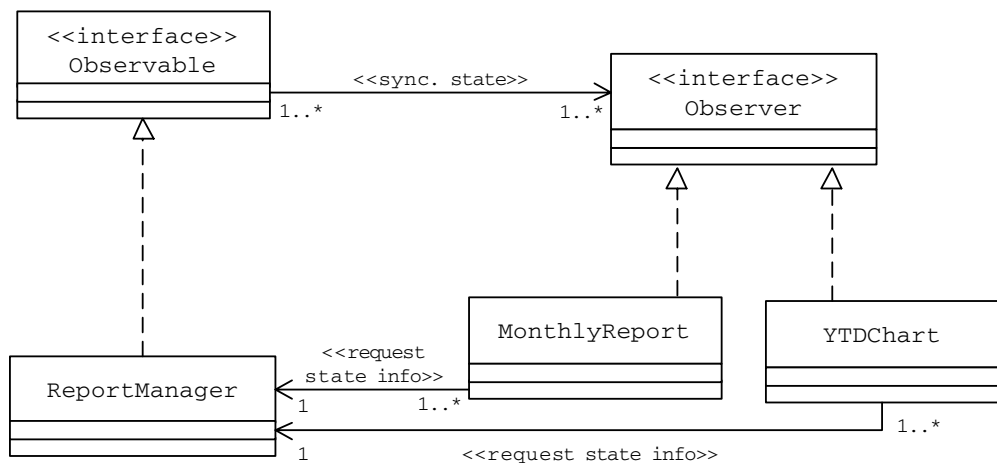 <<interface>>
Observable
<<sync. state>>
1..*
1..*
<<interface>>
Observer
MonthlyReport
YTDChart
ReportManager
<<request
state info>>
1
1..*
1..*
1
<<request state info>>